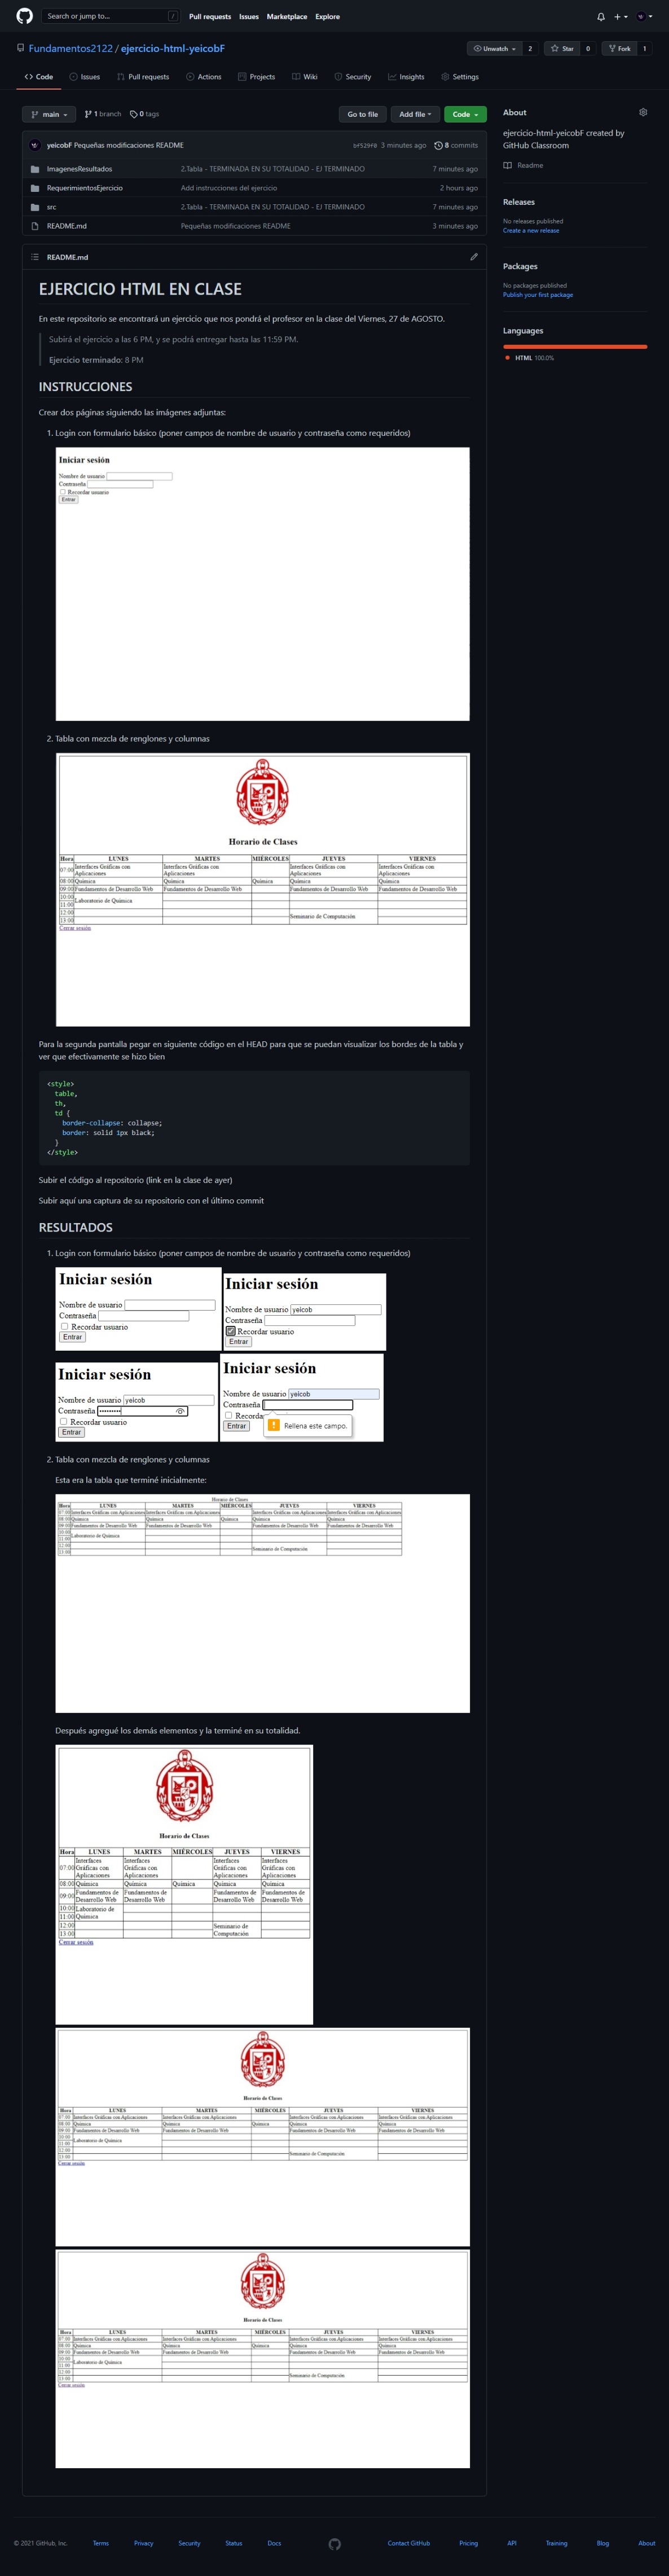 Search or jump to... /
Pull requests Issues Marketplace Explore
Fundamentos2122 / ejercicio-html-yeicobF
Unwatch 2 Star 0 Fork 1
Code Issues Pull requests Actions Projects Wiki Security Insights Settings
main 1 branch 0 tags Go to file Add file Code
yeicobF Pequeñas modificaciones README 3 minutes ago 8 commits
ImagenesResultados 2.Tabla - TERMINADA EN SU TOTALIDAD - EJ TERMINADO 7 minutes ago
RequerimientosEjercicio Add instrucciones del ejercicio 2 hours ago
src 2.Tabla - TERMINADA EN SU TOTALIDAD - EJ TERMINADO 7 minutes ago
README.md Pequeñas modificaciones README 3 minutes ago
About
ejercicio-html-yeicobF created by
GitHub Classroom
Readme
Releases
No releases published
Create a new release
Packages
No packages published
Publish your first package
Languages
HTML 100.0%
README.md
EJERCICIO HTML EN CLASE
En este repositorio se encontrará un ejercicio que nos pondrá el profesor en la clase del Viernes, 27 de AGOSTO.
Subirá el ejercicio a las 6 PM, y se podrá entregar hasta las 11:59 PM.
Ejercicio terminado: 8 PM
INSTRUCCIONES
Crear dos páginas siguiendo las imágenes adjuntas:
1. Login con formulario básico (poner campos de nombre de usuario y contraseña como requeridos)
Iniciar sesión
Nombre de usuario
Contraseña
Recordar usuario
Entrar
2. Tabla con mezcla de renglones y columnas
Horario de Clases
Hora LUNES MARTES MIÉRCOLES JUEVES VIERNES
07:00 Interfaces Gráficas con Aplicaciones Interfaces Gráficas con Aplicaciones Interfaces Gráficas con Aplicaciones Interfaces Gráficas con Aplicaciones
08:00 Química Química Química Química Química
09:00 Fundamentos de Desarrollo Web Fundamentos de Desarrollo Web Fundamentos de Desarrollo Web Fundamentos de Desarrollo Web
10:00 Laboratorio de Química
11:00
12:00 Seminario de Computación
13:00
Cerrar sesión
Para la segunda pantalla pegar en siguiente código en el HEAD para que se puedan visualizar los bordes de la tabla y
ver que efectivamente se hizo bien
<style>
table,
th,
td {
border-collapse: collapse;
border: solid 1px black;
}
</style>
Subir el código al repositorio (link en la clase de ayer)
Subir aquí una captura de su repositorio con el último commit
RESULTADOS
1. Login con formulario básico (poner campos de nombre de usuario y contraseña como requeridos)
Iniciar sesión
Nombre de usuario
Contraseña
Recordar usuario
Entrar
Iniciar sesión
Nombre de usuario yeicob
Contraseña
Recordar usuario
Entrar
Iniciar sesión
Nombre de usuario yeicob
Contraseña •••••••••
Recordar usuario
Entrar
Iniciar sesión
Nombre de usuario yeicob
Contraseña
Recorda
Entrar Rellena este campo.
2. Tabla con mezcla de renglones y columnas
Esta era la tabla que terminé inicialmente:
Horario de Clases
Hora LUNES MARTES MIÉRCOLES JUEVES VIERNES
07:00 Interfaces Gráficas con Aplicaciones Interfaces Gráficas con Aplicaciones Interfaces Gráficas con Aplicaciones Interfaces Gráficas con Aplicaciones
08:00 Química Química Química Química Química
09:00 Fundamentos de Desarrollo Web Fundamentos de Desarrollo Web Fundamentos de Desarrollo Web Fundamentos de Desarrollo Web
10:00 Laboratorio de Química
11:00
12:00 Seminario de Computación
13:00
Después agregué los demás elementos y la terminé en su totalidad.
Horario de Clases
Hora LUNES MARTES MIÉRCOLES JUEVES VIERNES
07:00 Interfaces Gráficas con Aplicaciones Interfaces Gráficas con Aplicaciones Interfaces Gráficas con Aplicaciones Interfaces Gráficas con Aplicaciones
08:00 Química Química Química Química Química
09:00 Fundamentos de Desarrollo Web Fundamentos de Desarrollo Web Fundamentos de Desarrollo Web Fundamentos de Desarrollo Web
10:00 Laboratorio de Química
11:00
12:00 Seminario de Computación
13:00
Cerrar sesión
Horario de Clases
Hora LUNES MARTES MIÉRCOLES JUEVES VIERNES
07:00 Interfaces Gráficas con Aplicaciones Interfaces Gráficas con Aplicaciones Interfaces Gráficas con Aplicaciones Interfaces Gráficas con Aplicaciones
08:00 Química Química Química Química Química
09:00 Fundamentos de Desarrollo Web Fundamentos de Desarrollo Web Fundamentos de Desarrollo Web Fundamentos de Desarrollo Web
10:00 Laboratorio de Química
11:00
12:00 Seminario de Computación
13:00
Cerrar sesión
Horario de Clases
Hora LUNES MARTES MIÉRCOLES JUEVES VIERNES
07:00 Interfaces Gráficas con Aplicaciones Interfaces Gráficas con Aplicaciones Interfaces Gráficas con Aplicaciones Interfaces Gráficas con Aplicaciones
08:00 Química Química Química Química Química
09:00 Fundamentos de Desarrollo Web Fundamentos de Desarrollo Web Fundamentos de Desarrollo Web Fundamentos de Desarrollo Web
10:00 Laboratorio de Química
11:00
12:00 Seminario de Computación
13:00
Cerrar sesión
© 2021 GitHub, Inc. Terms Privacy Security Status Docs Contact GitHub Pricing API Training Blog About